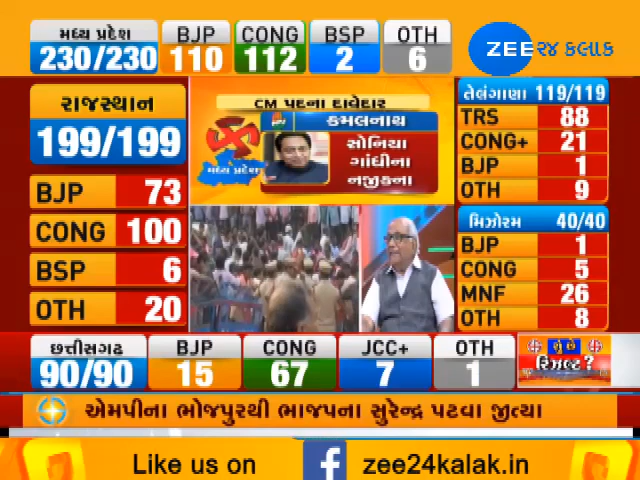 મધ્ય પ્રદેશ BJP CONG BSP OTH
230/230 110 112 2 6
ZEE ૨૪ કલાક
રાજસ્થાન
199/199
BJP 73
CONG 100
BSP 6
OTH 20
CM પદના દાવેદાર
કમલનાથ
સોનિયા
ગાંધીના
નજીકના
મધ્ય પ્રદેશ
તેલંગાણા 119/119
TRS 88
CONG+ 21
BJP 1
OTH 9
મિઝોરમ 40/40
BJP 1
CONG 5
MNF 26
OTH 8
છત્તીસગઢ BJP CONG JCC+ OTH
90/90 15 67 7 1
શું છે
રિઝલ્ટ?
એમપીના ભોજપુરથી ભાજપના સુરેન્દ્ર પટવા જીત્યા
Like us on f zee24kalak.in